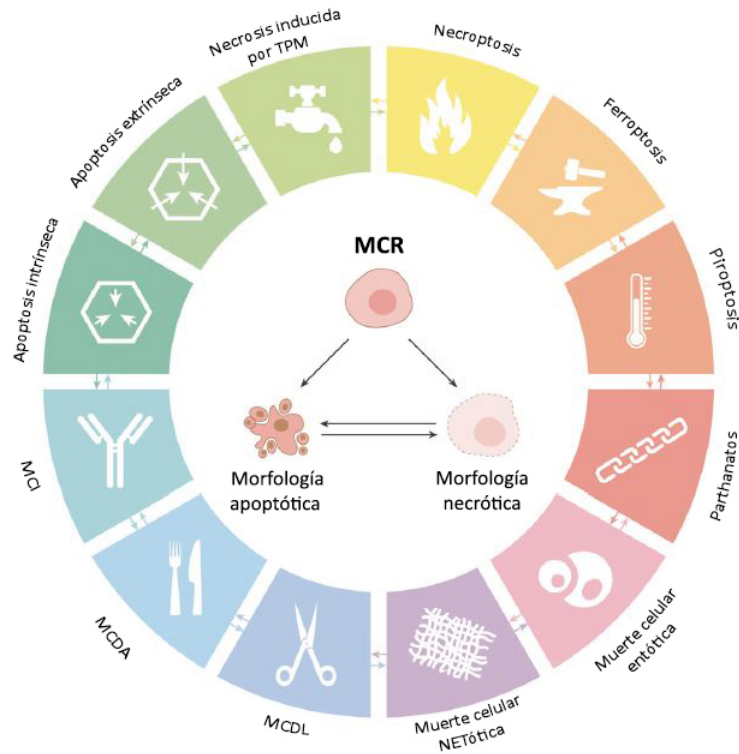 Necrosis inducida
por TPM
Necroptosis
Ferroptosis
Piroptosis
Parthanatos
Muerte celular
entótica
Muerte celular
NETótica
MCDL
MCDA
MCI
Apoptosis intrínseca
Apoptosis extrínseca
MCR
Morfología
apoptótica
Morfología
necrótica